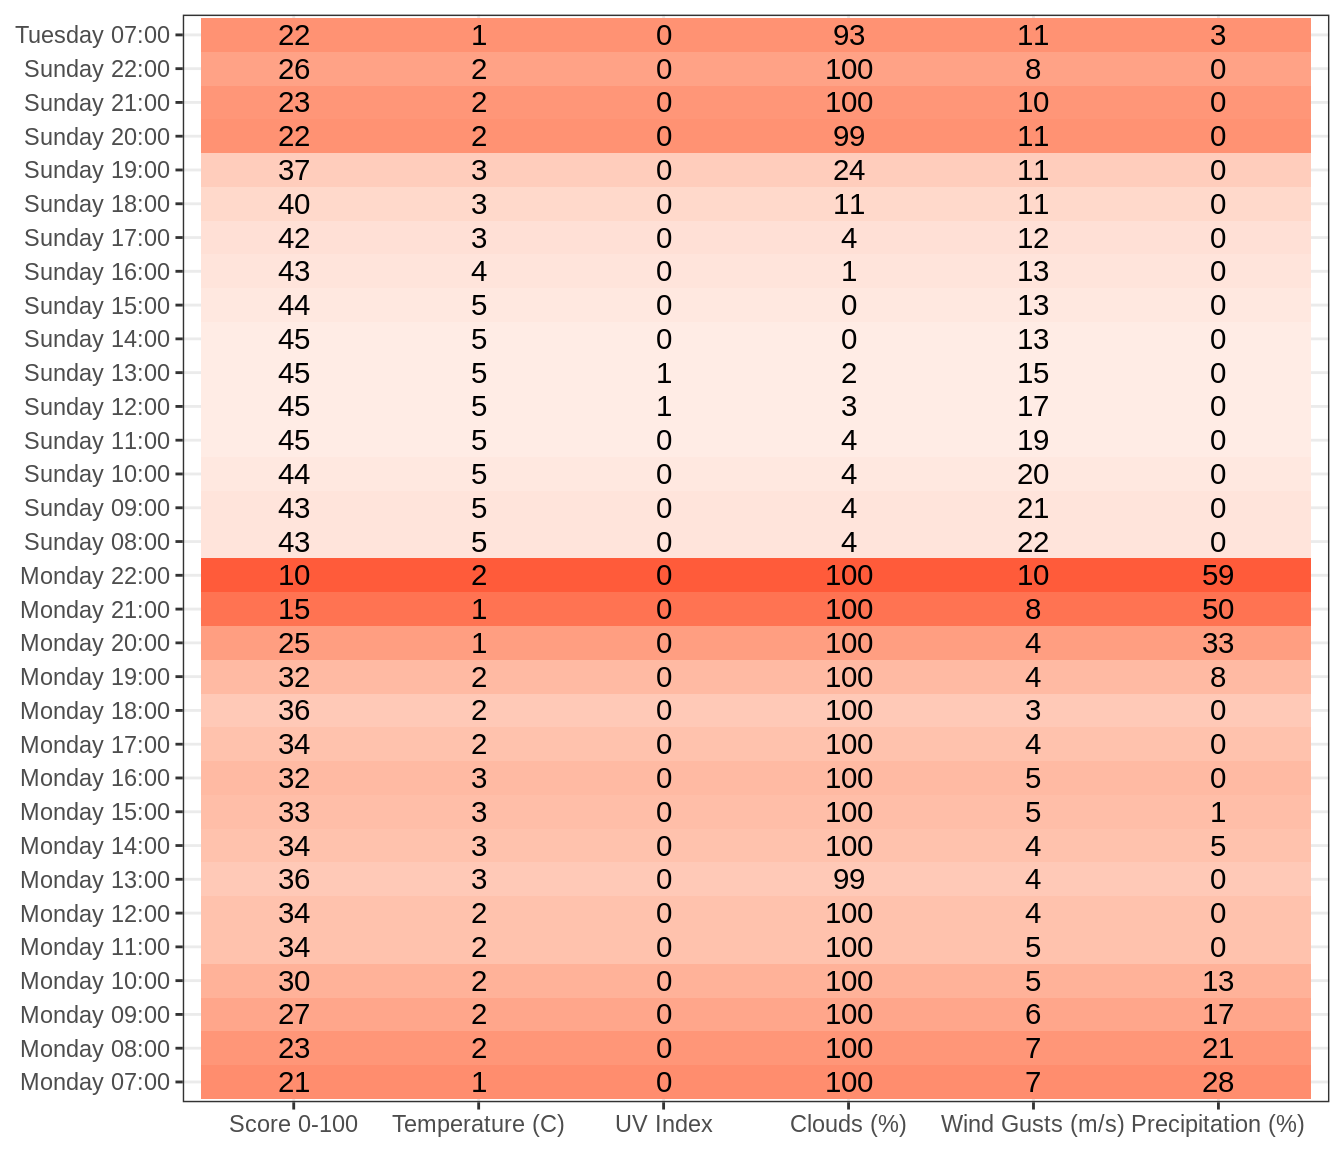 Tuesday 07:00 22 1 0 93 11 3
Sunday 22:00 26 2 0 100 8 0
Sunday 21:00 23 2 0 100 10 0
Sunday 20:00 22 2 0 99 11 0
Sunday 19:00 37 3 0 24 11 0
Sunday 18:00 40 3 0 11 11 0
Sunday 17:00 42 3 0 4 12 0
Sunday 16:00 43 4 0 1 13 0
Sunday 15:00 44 5 0 0 13 0
Sunday 14:00 45 5 0 0 13 0
Sunday 13:00 45 5 1 2 15 0
Sunday 12:00 45 5 1 3 17 0
Sunday 11:00 45 5 0 4 19 0
Sunday 10:00 44 5 0 4 20 0
Sunday 09:00 43 5 0 4 21 0
Sunday 08:00 43 5 0 4 22 0
Monday 22:00 10 2 0 100 10 59
Monday 21:00 15 1 0 100 8 50
Monday 20:00 25 1 0 100 4 33
Monday 19:00 32 2 0 100 4 8
Monday 18:00 36 2 0 100 3 0
Monday 17:00 34 2 0 100 4 0
Monday 16:00 32 3 0 100 5 0
Monday 15:00 33 3 0 100 5 1
Monday 14:00 34 3 0 100 4 5
Monday 13:00 36 3 0 99 4 0
Monday 12:00 34 2 0 100 4 0
Monday 11:00 34 2 0 100 5 0
Monday 10:00 30 2 0 100 5 13
Monday 09:00 27 2 0 100 6 17
Monday 08:00 23 2 0 100 7 21
Monday 07:00 21 1 0 100 7 28
Score 0-100 Temperature (C) UV Index Clouds (%) Wind Gusts (m/s) Precipitation (%)